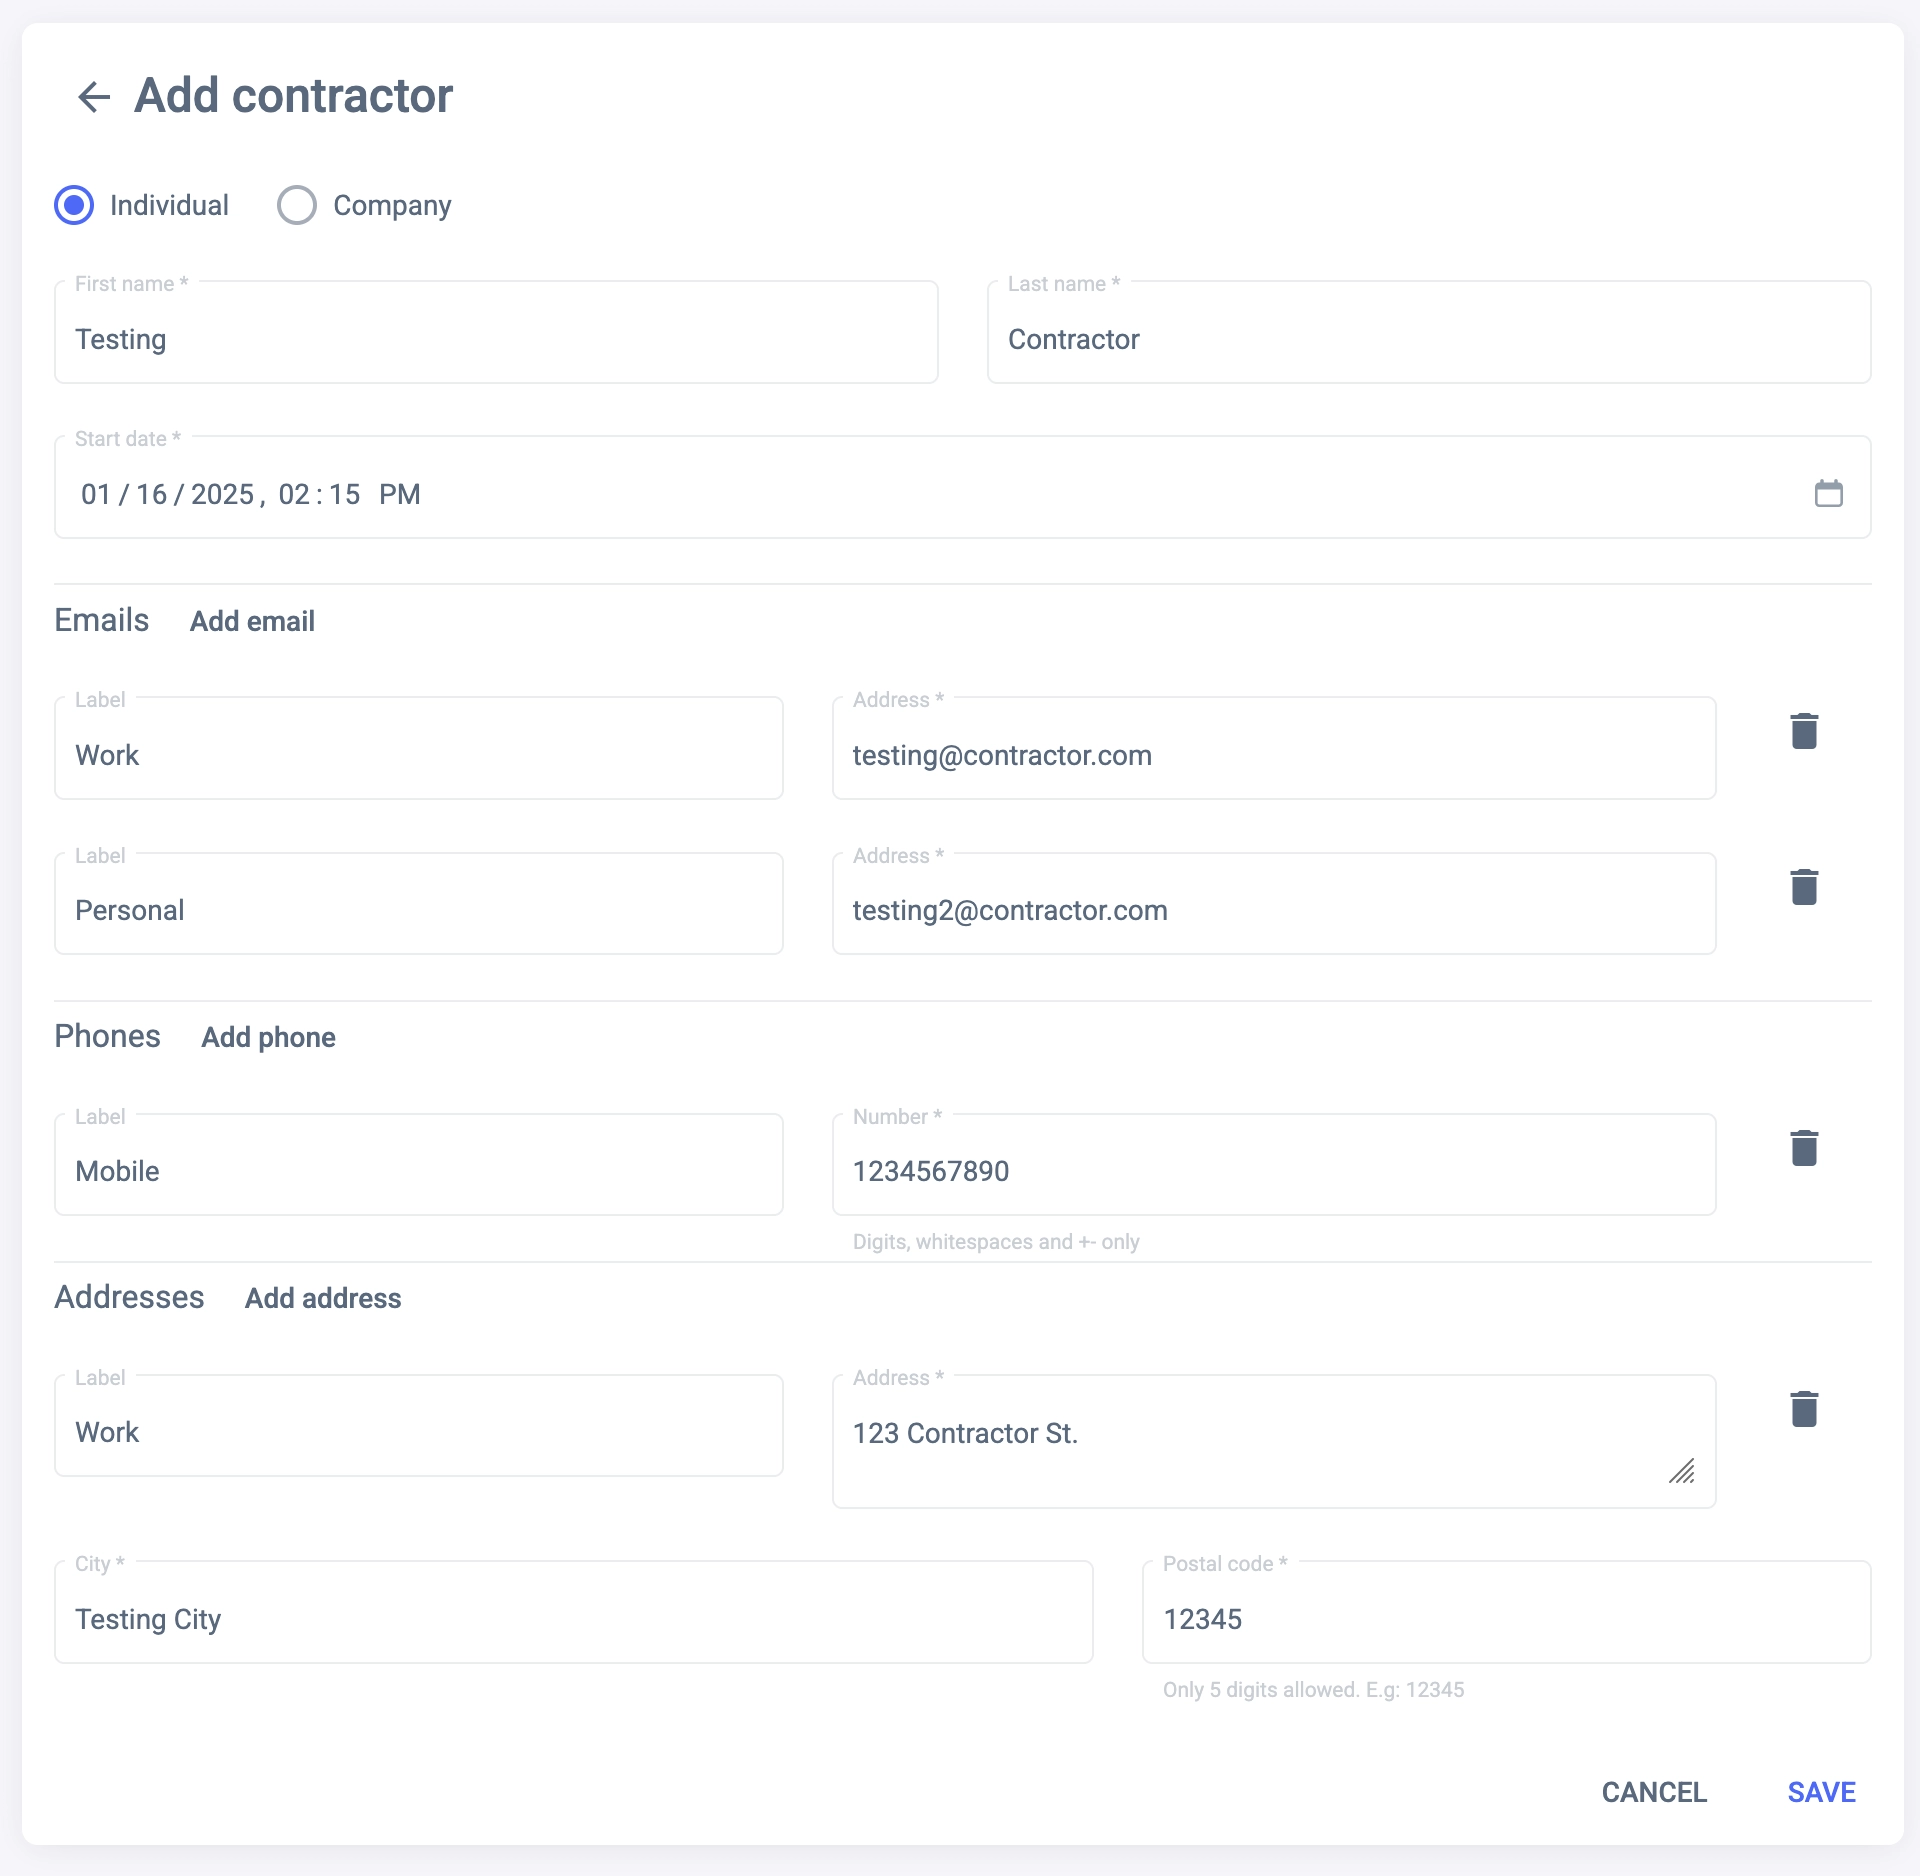 Add contractor
Individual Company
First name * Last name *
Testing Contractor
Start date *
01 / 16 / 2025 , 02 : 15 PM
Emails Add email
Label Address *
Work testing@contractor.com
Label Address *
Personal testing2@contractor.com
Phones Add phone
Label Number *
Mobile 1234567890
Digits, whitespaces and +- only
Addresses Add address
Label Address *
Work 123 Contractor St.
City * Postal code *
Testing City 12345
Only 5 digits allowed. E.g: 12345
CANCEL SAVE